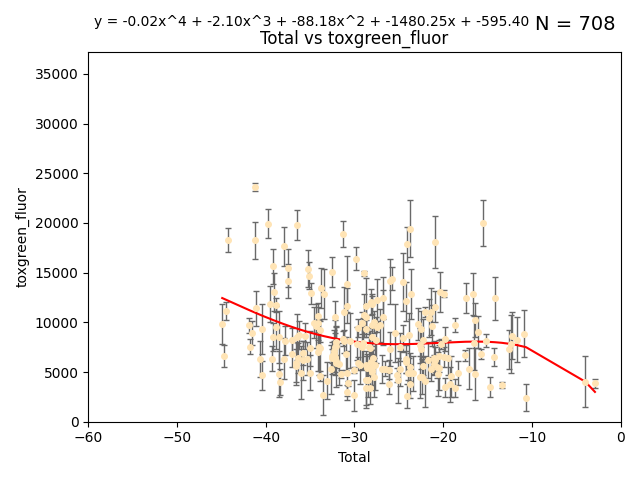 y = -0.02x^4 + -2.10x^3 + -88.18x^2 + -1480.25x + -595.40 N = 708
Total vs toxgreen_fluor
35000
30000
25000
20000
15000
10000
5000
0
toxgreen_fluor
−60 −50 −40 −30 −20 −10 0
Total